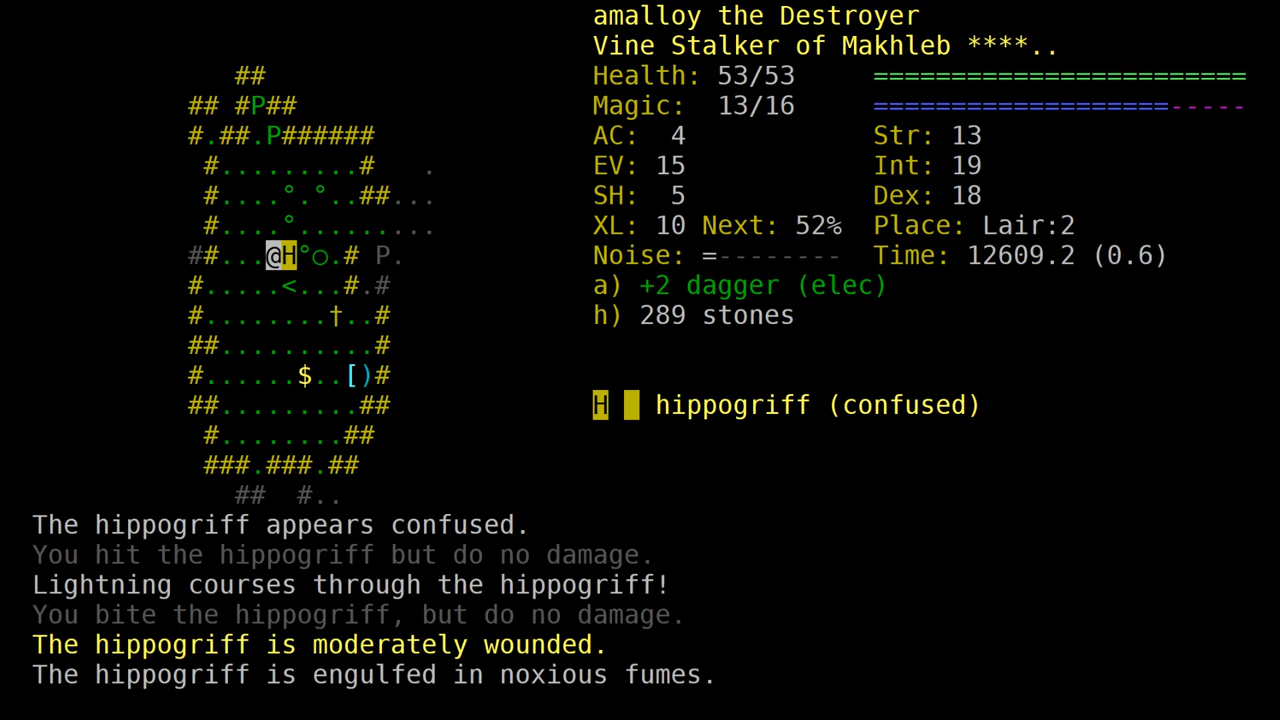 amalloy the Destroyer
Vine Stalker of Makhleb ****..
Health: 53/53 ========================
Magic: 13/16 ===================-----
AC: 4 Str: 13
EV: 15 Int: 19
SH: 5 Dex: 18
XL: 10 Next: 52% Place: Lair:2
Noise: =-------- Time: 12609.2 (0.6)
a) +2 dagger (elec)
h) 289 stones
H hippogriff (confused)
##
## #P##
#.##.P######
#.........# .
#....°.°..##...
#....°.........
##...@H°○.# P.
#.....<...#.#
#........†..#
##..........#
#......$..[)#
##.........##
#........##
###.###.##
## #..
The hippogriff appears confused.
You hit the hippogriff but do no damage.
Lightning courses through the hippogriff!
You bite the hippogriff, but do no damage.
The hippogriff is moderately wounded.
The hippogriff is engulfed in noxious fumes.